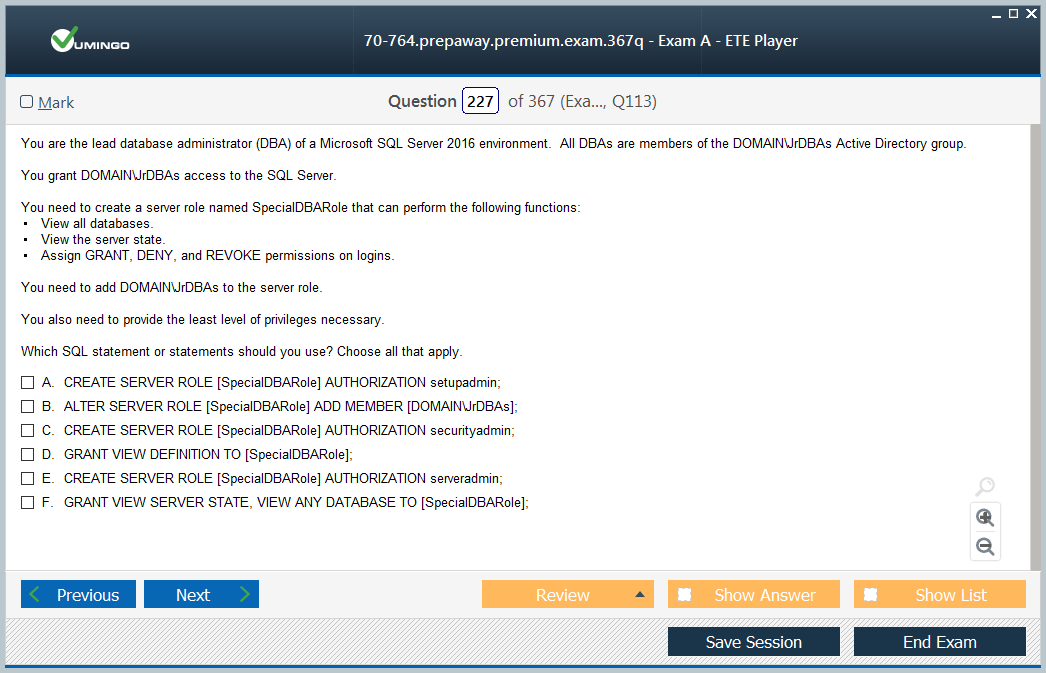 VUMINGO
70-764.prepaway.premium.exam.367q - Exam A - ETE Player
Mark
Question 227 of 367 (Exa..., Q113)
You are the lead database administrator (DBA) of a Microsoft SQL Server 2016 environment.  All DBAs are members of the DOMAIN\JrDBAs Active Directory group.
You grant DOMAIN\JrDBAs access to the SQL Server.
You need to create a server role named SpecialDBARole that can perform the following functions:
• View all databases.
• View the server state.
• Assign GRANT, DENY, and REVOKE permissions on logins.
You need to add DOMAIN\JrDBAs to the server role.
You also need to provide the least level of privileges necessary.
Which SQL statement or statements should you use? Choose all that apply.
A. CREATE SERVER ROLE [SpecialDBARole] AUTHORIZATION setupadmin;
B. ALTER SERVER ROLE [SpecialDBARole] ADD MEMBER [DOMAIN\JrDBAs];
C. CREATE SERVER ROLE [SpecialDBARole] AUTHORIZATION securityadmin;
D. GRANT VIEW DEFINITION TO [SpecialDBARole];
E. CREATE SERVER ROLE [SpecialDBARole] AUTHORIZATION serveradmin;
F. GRANT VIEW SERVER STATE, VIEW ANY DATABASE TO [SpecialDBARole];
Previous Next Review Show Answer Show List
Save Session End Exam